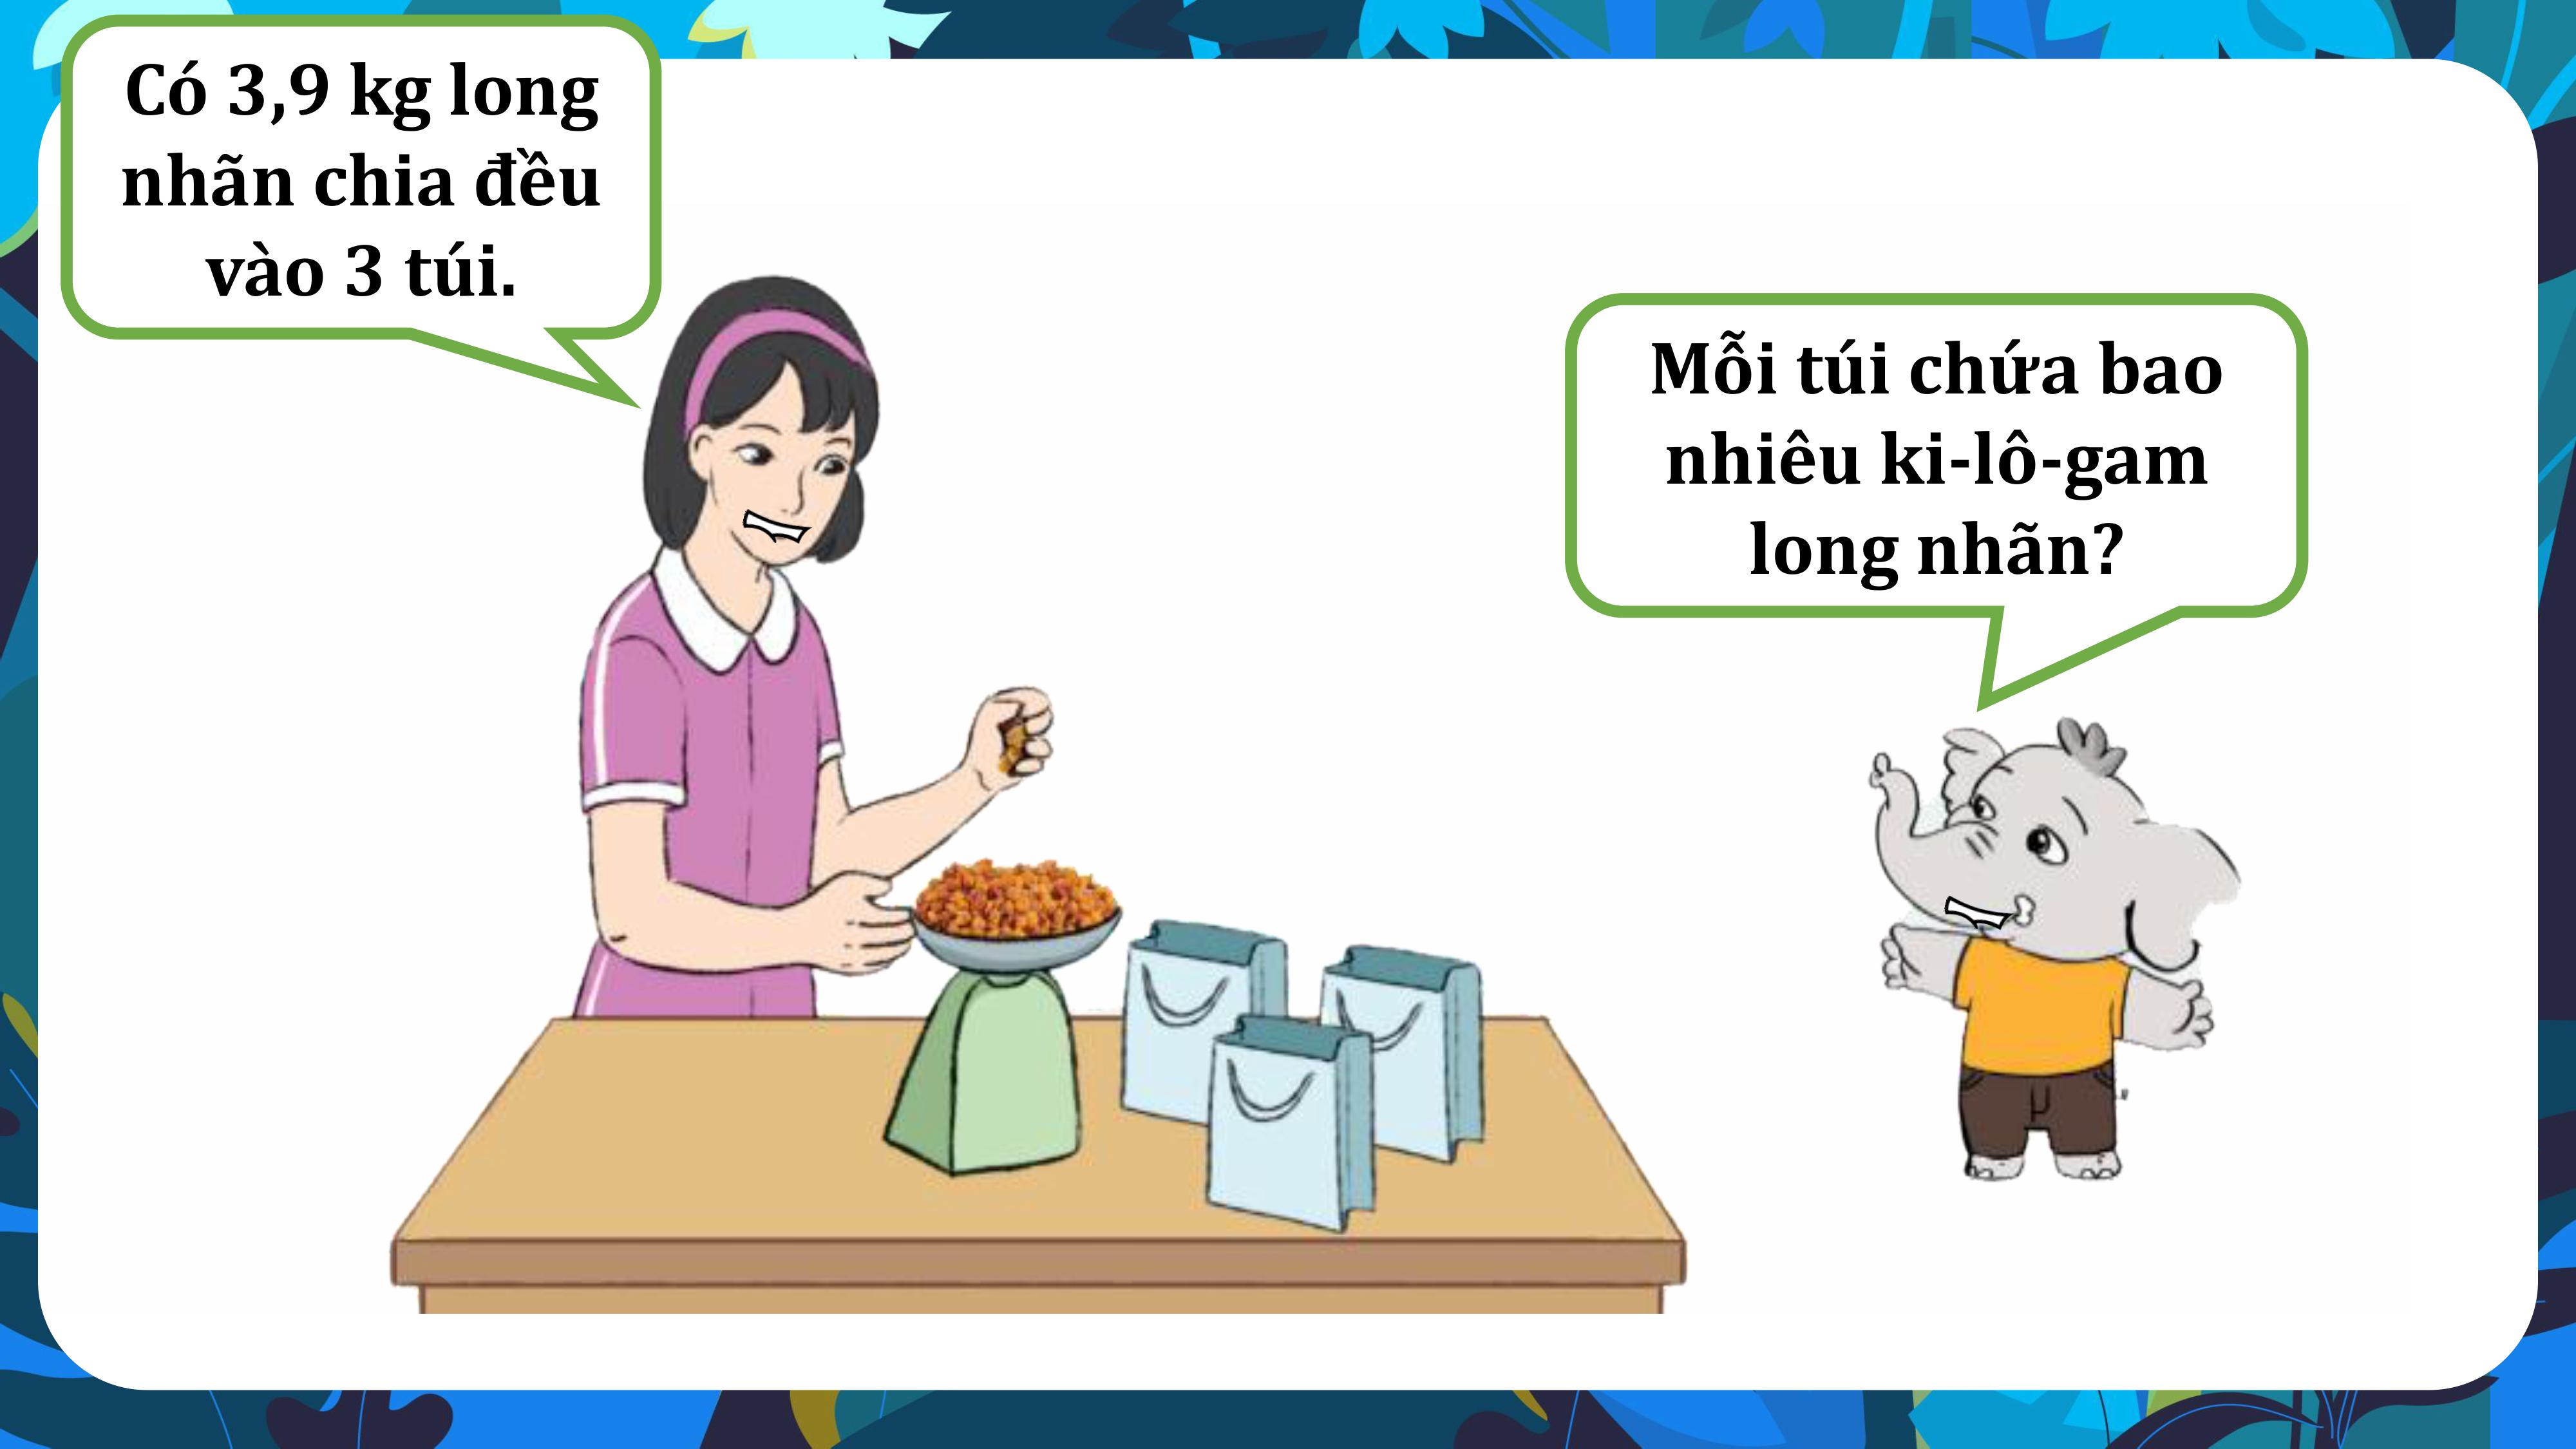 Có 3,9 kg long
nhãn chia đều
vào 3 túi.
Mỗi túi chứa bao
nhiêu ki-lô-gam
long nhãn?